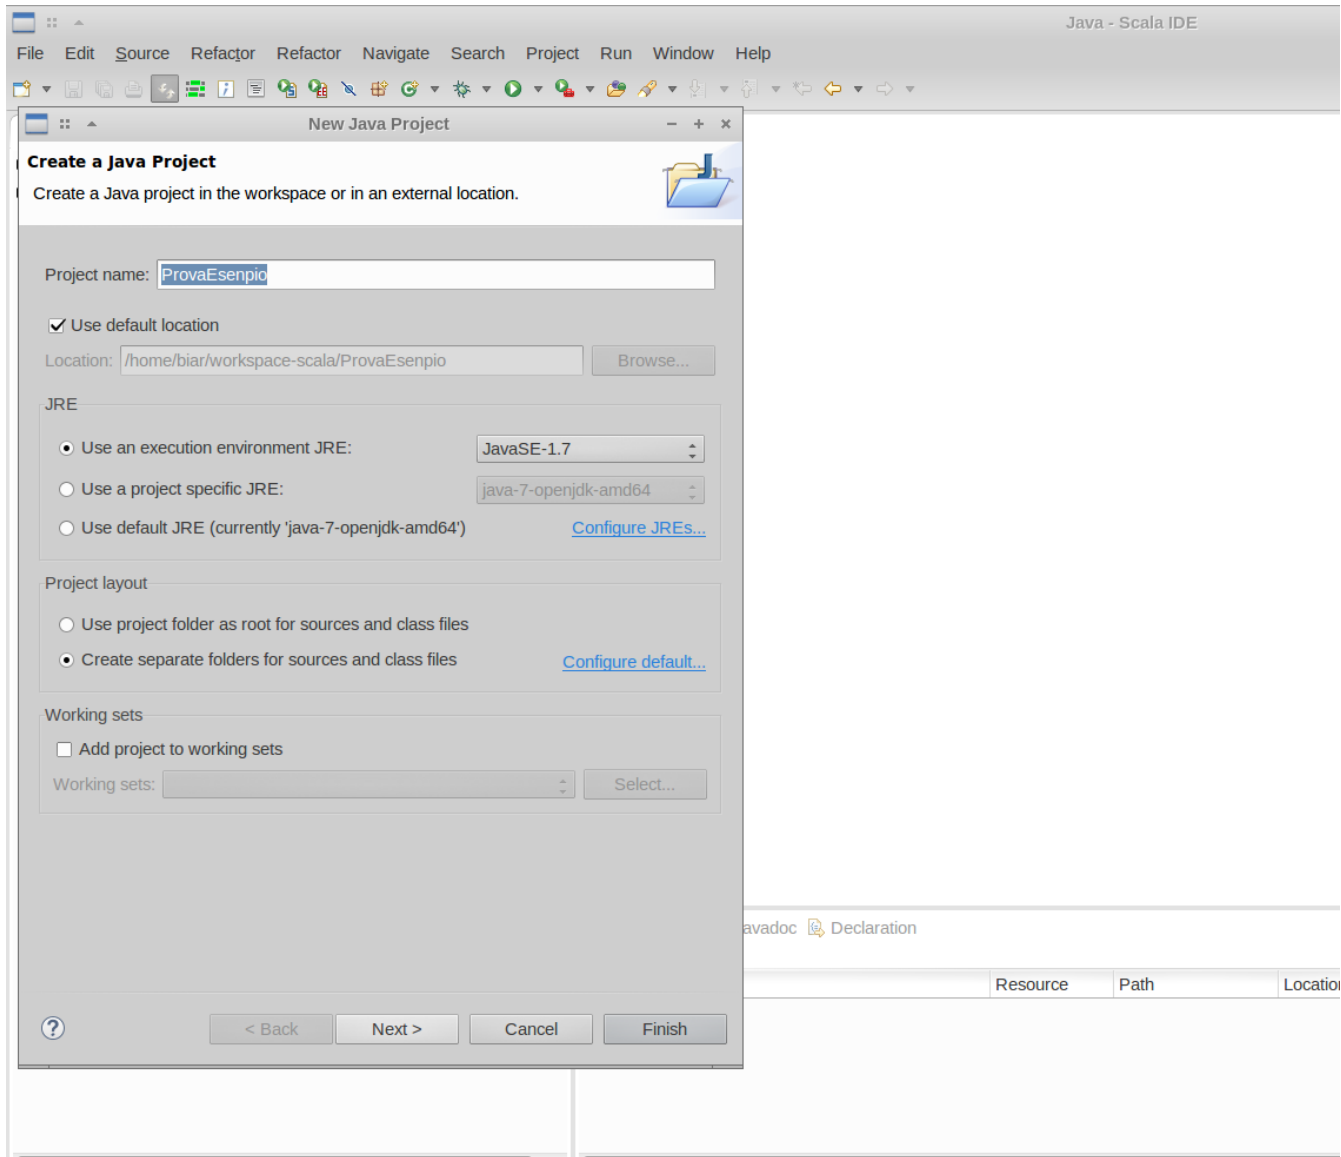 Java - Scala IDE
File Edit Source Refactor Refactor Navigate Search Project Run Window Help
New Java Project
Create a Java Project
Create a Java project in the workspace or in an external location.
Project name: ProvaEsenpio
Use default location
Location: /home/biar/workspace-scala/ProvaEsenpio Browse...
JRE
Use an execution environment JRE: JavaSE-1.7
Use a project specific JRE: java-7-openjdk-amd64
Use default JRE (currently 'java-7-openjdk-amd64') Configure JREs...
Project layout
Use project folder as root for sources and class files
Create separate folders for sources and class files Configure default...
Working sets
Add project to working sets
Working sets: Select...
avadoc Declaration
Resource Path Location
< Back Next > Cancel Finish